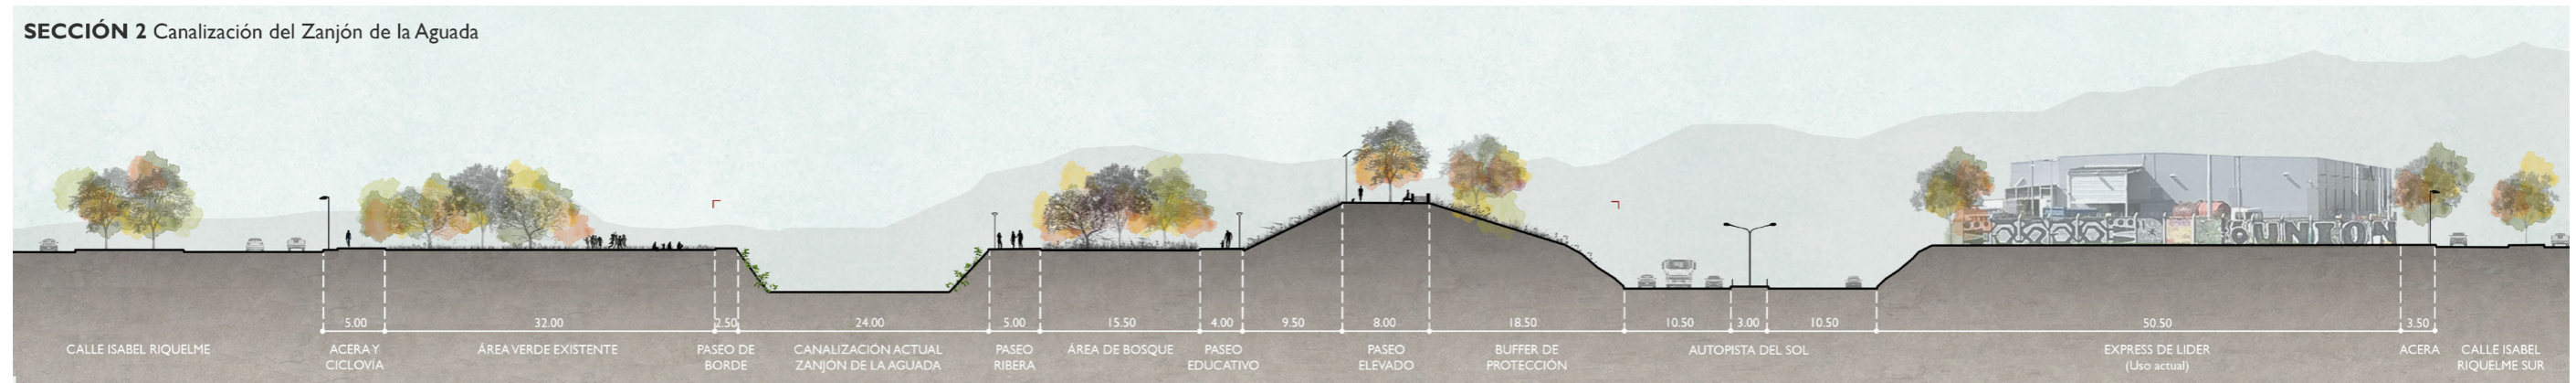 SECCIÓN 2 Canalización del Zanjón de la Aguada
UNION
5.00 32.00 2.50 24.00 5.00 15.50 4.00 9.50 8.00 18.50 10.50 3.00 10.50 50.50 3.50
CALLE ISABEL RIQUELME
ACERA Y
CICLOVÍA
ÁREA VERDE EXISTENTE
PASEO DE
BORDE
CANALIZACIÓN ACTUAL
ZANJÓN DE LA AGUADA
PASEO
RIBERA
ÁREA DE BOSQUE
PASEO
EDUCATIVO
PASEO
ELEVADO
BUFFER DE
PROTECCIÓN
AUTOPISTA DEL SOL
EXPRESS DE LIDER
(Uso actual)
ACERA
CALLE ISABEL
RIQUELME SUR